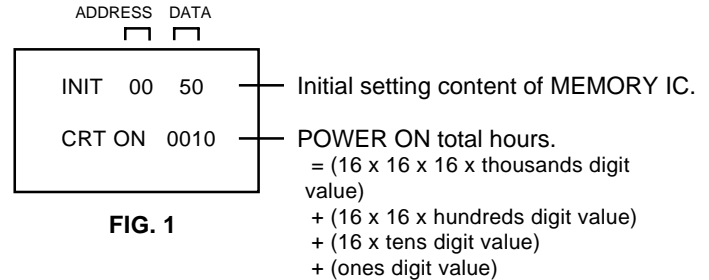 ADDRESS DATA
INIT 00 50
Initial setting content of MEMORY IC.
CRT ON 0010
POWER ON total hours.
= (16 x 16 x 16 x thousands digit
value)
+ (16 x 16 x hundreds digit value)
+ (16 x tens digit value)
+ (ones digit value)
FIG. 1